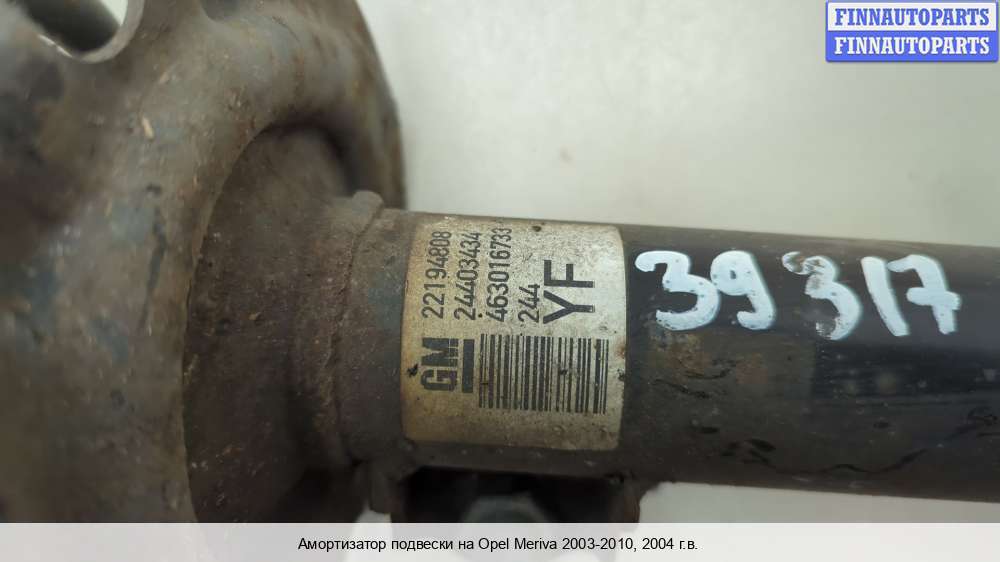 FINNAUTOPARTS
FINNAUTOPARTS
GM
22194808
24403434
463016733
244
YF
39317
Амортизатор подвески на Opel Meriva 2003-2010, 2004 г.в.